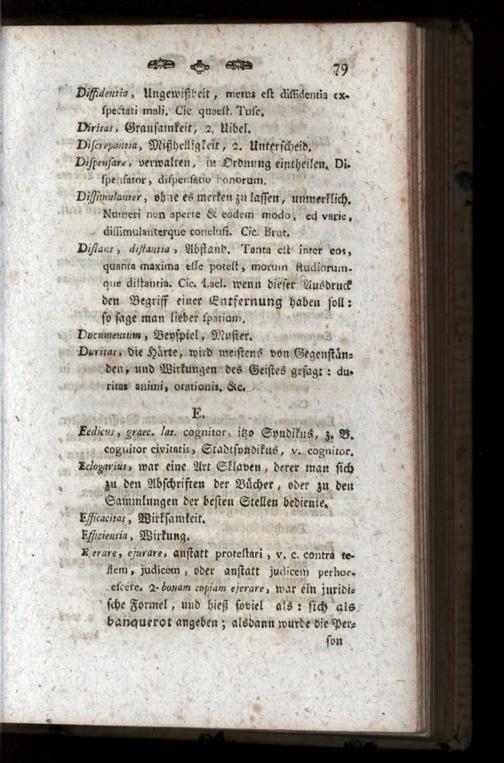 79
Diffidentia, Ungewißheit, metus est diffidentia ex-
spectati mali. Cic. quaest. Tusc.
Diritas, Grausamkeit, 2. Uibel.
Discrepantia, Mißhelligkeit, 2. Unterscheid.
Dispensare, verwalten, in Ordnung eintheilen. Di-
spensator, dispensatio bonorum.
Dissimulanter, ohne es merken zu lassen, unmerklich.
Numeri non aperte & eodem modo, sed varie,
dissimulanterque conclusi. Cic. Brut.
Distans, distantia, Abstand. Tanta est inter eos,
quanta maxima esse potest, morum studiorum-
que distantia. Cic. Lael. wenn dieser Ausdruck
den Begriff einer Entfernung haben soll:
so sage man lieber spatium.
Documentum, Beyspiel, Muster.
Duritas, die Härte, wird meistens von Gegenstän-
den, und Wirkungen des Geistes gesagt: du-
ritas animi, orationis. &c.
E.
Ecdicus, graec. lat. cognitor, itzo Syndikus, z. B.
cognitor civitatis, Stadtsyndikus, v. cognitor.
Eclogarius, war eine Art Sklaven, derer man sich
zu den Abschriften der Bücher, oder zu den
Sammlungen der besten Stellen bediente.
Efficacitas, Wirksamkeit.
Efficientia, Wirkung.
Ejerare, ejurare, anstatt protestari, v. c. contra te-
stem, judicem, oder anstatt judicem perhor-
rescere. 2. bonam copiam ejerare, war ein juridi-
sche Formel, und hieß soviel als: sich als
banquerot angeben; alsdann wurde die Per-
son